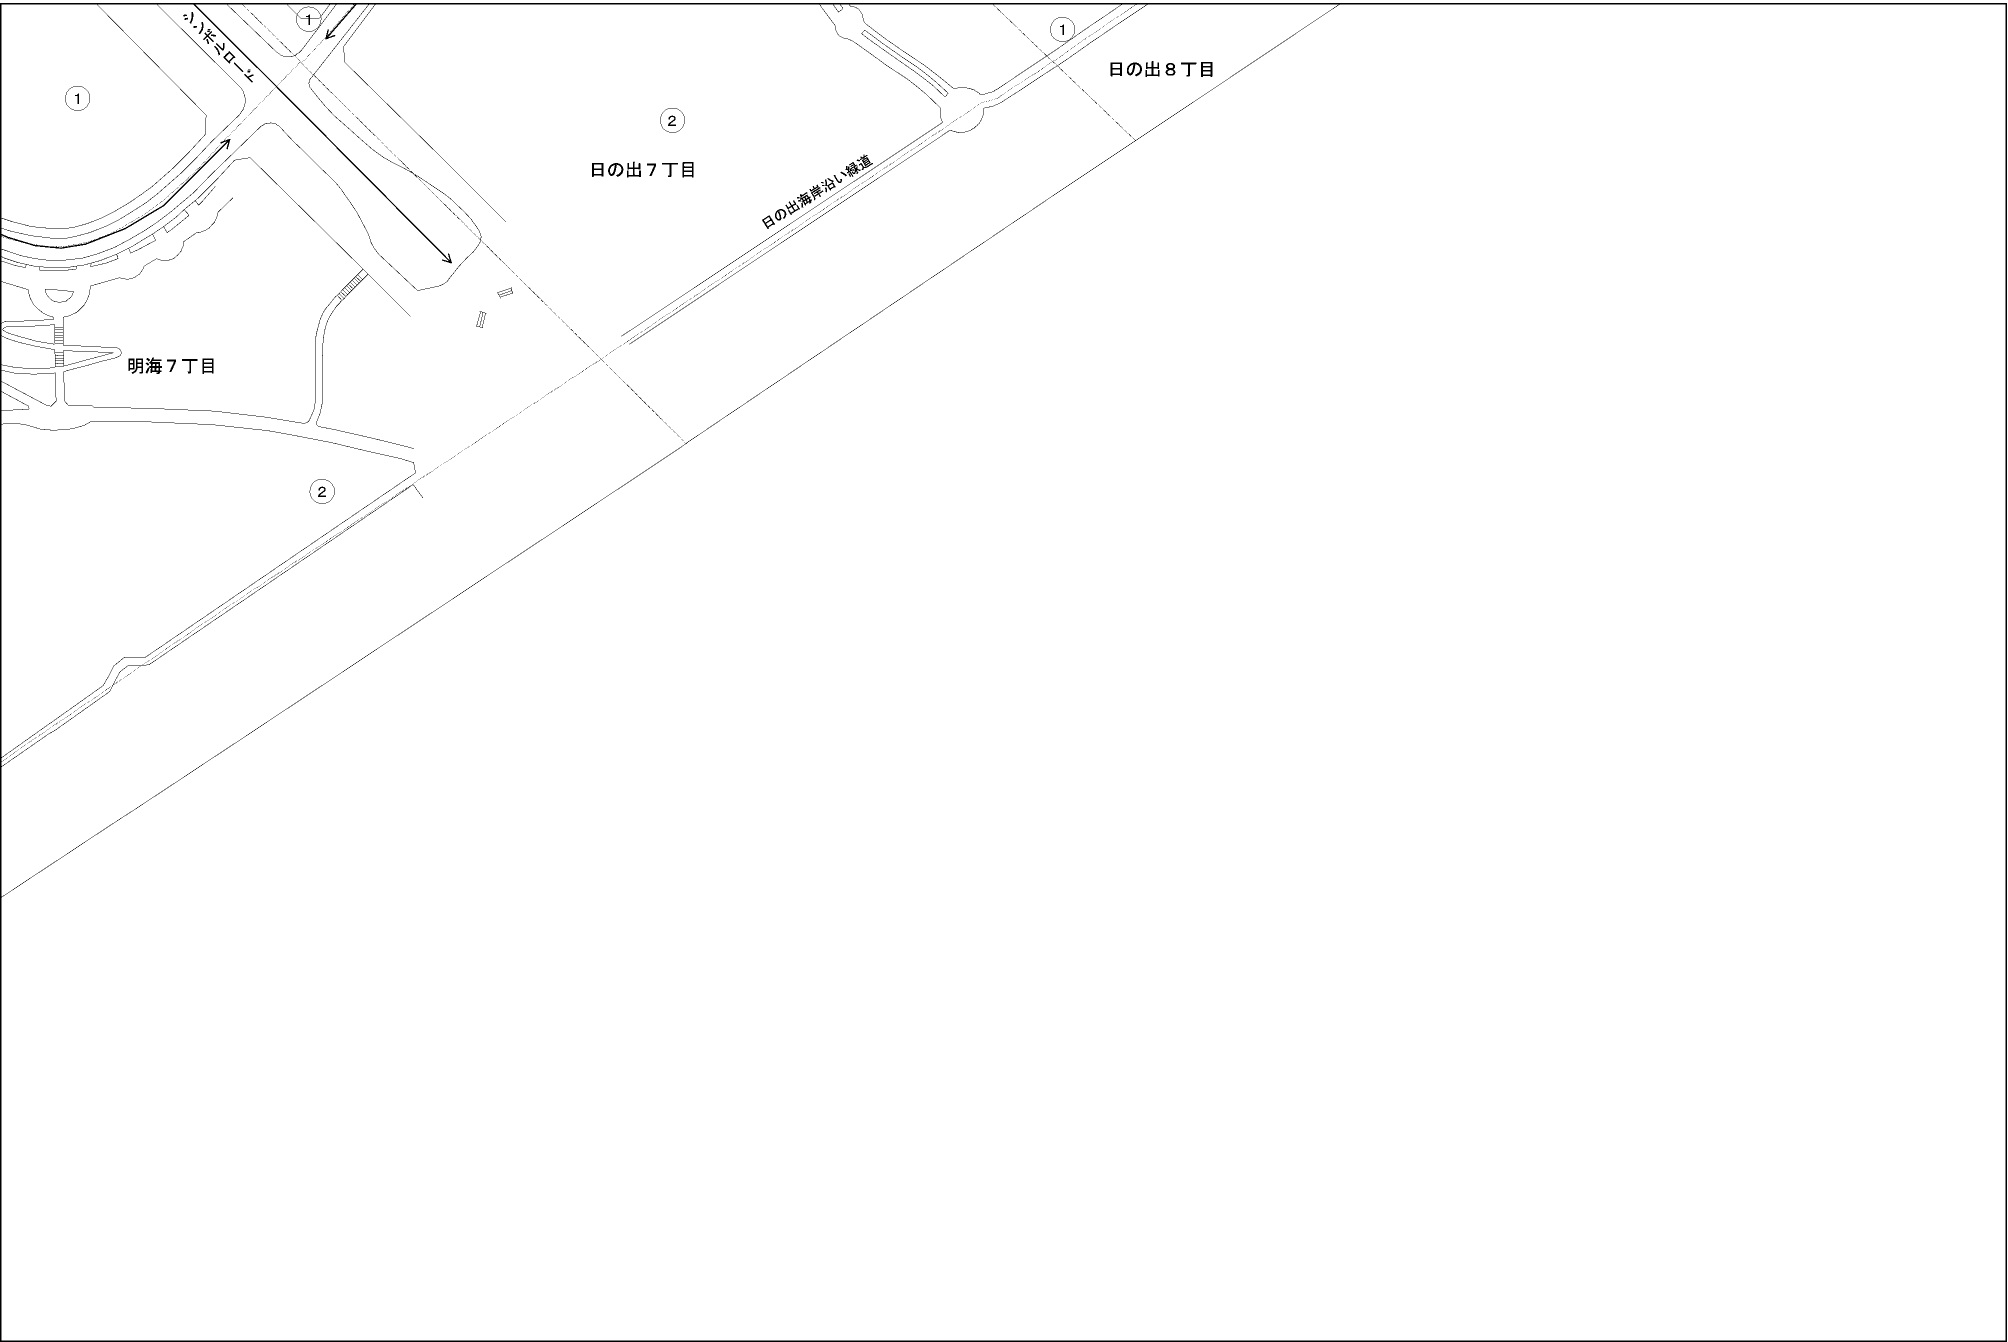 ①
①
シンボルロード
①
日の出８丁目
②
日の出７丁目
日の出海岸沿い緑道
明海７丁目
②